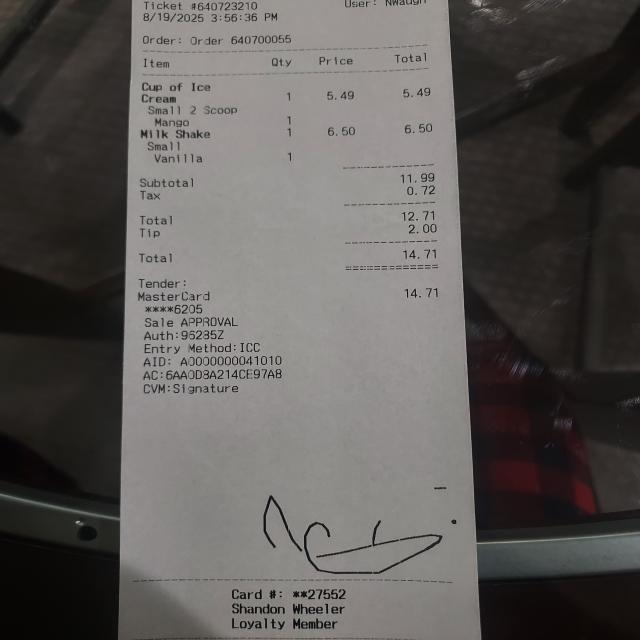 Ticket #640723210 User: NWaugh
8/19/2025 3:56:36 PM
Order: Order 640700055
Item Qty Price Total
Cup of Ice
Cream 1 5.49 5.49
Small 2 Scoop
Mango 1
Milk Shake 1 6.50 6.50
Small
Vanilla 1
Subtotal 11.99
Tax 0.72
Total 12.71
Tip 2.00
Total 14.71
Tender:
MasterCard 14.71
****6205
Sale APPROVAL
Auth:96285Z
Entry Method:ICC
AID: A0000000041010
AC:6AA0D8A214CE97A8
CVM:Signature
Card #: **27552
Shandon Wheeler
Loyalty Member